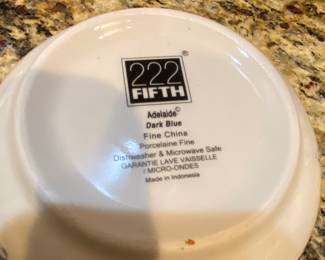 222
FIFTH®
Adelaide©
Dark Blue
Fine China
Porcelaine Fine
Dishwasher & Microwave Safe
GARANTIE LAVE VAISSELLE
/ MICRO-ONDES
Made in Indonesia